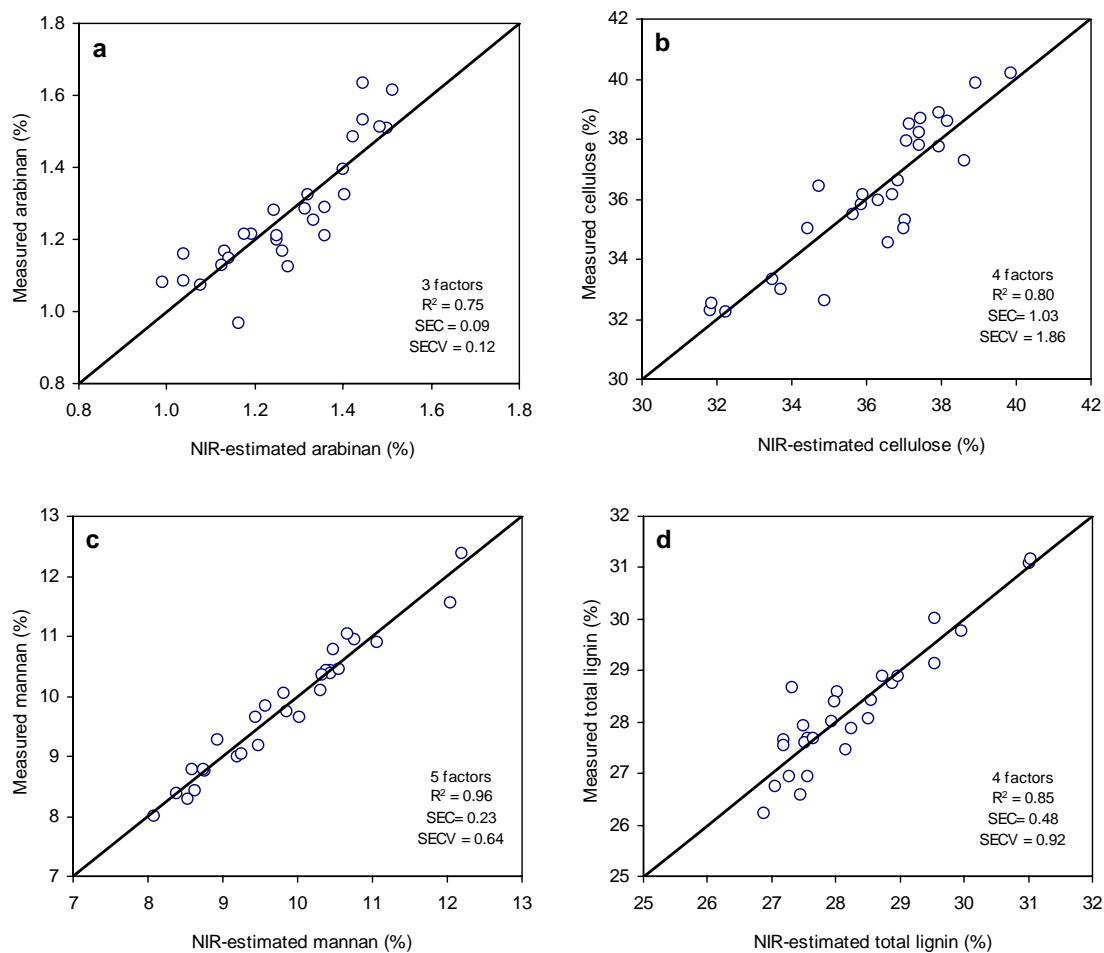 a
Measured arabinan (%)
1.8
1.6
1.4
1.2
1.0
0.8
3 factors
R² = 0.75
SEC = 0.09
SECV = 0.12
0.8 1.0 1.2 1.4 1.6 1.8
NIR-estimated arabinan (%)
b
Measured cellulose (%)
42
40
38
36
34
32
30
4 factors
R² = 0.80
SEC= 1.03
SECV = 1.86
30 32 34 36 38 40 42
NIR-estimated cellulose (%)
c
Measured mannan (%)
13
12
11
10
9
8
7
5 factors
R² = 0.96
SEC= 0.23
SECV = 0.64
7 8 9 10 11 12 13
NIR-estimated mannan (%)
d
Measured total lignin (%)
32
31
30
29
28
27
26
25
4 factors
R² = 0.85
SEC= 0.48
SECV = 0.92
25 26 27 28 29 30 31 32
NIR-estimated total lignin (%)